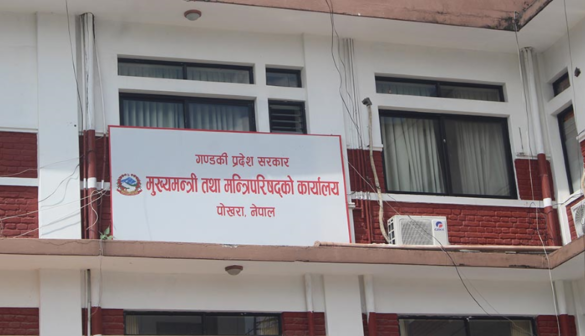 गण्डकी प्रदेश सरकार
मुख्यमन्त्री तथा मन्त्रिपरिषद्को कार्यालय
पोखरा, नेपाल